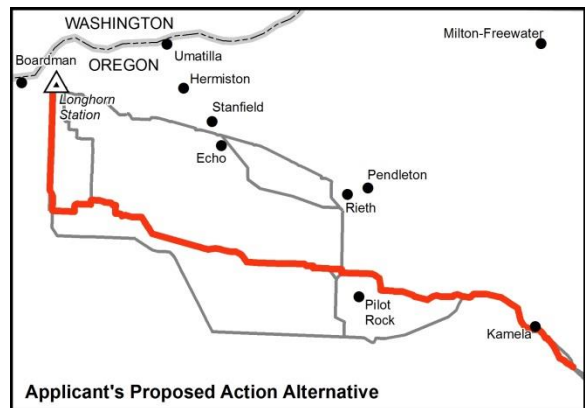 WASHINGTON
OREGON
Boardman
Umatilla
Milton-Freewater
Hermiston
Longhorn
Station
Stanfield
Echo
Pendleton
Rieth
Pilot
Rock
Kamela
Applicant's Proposed Action Alternative